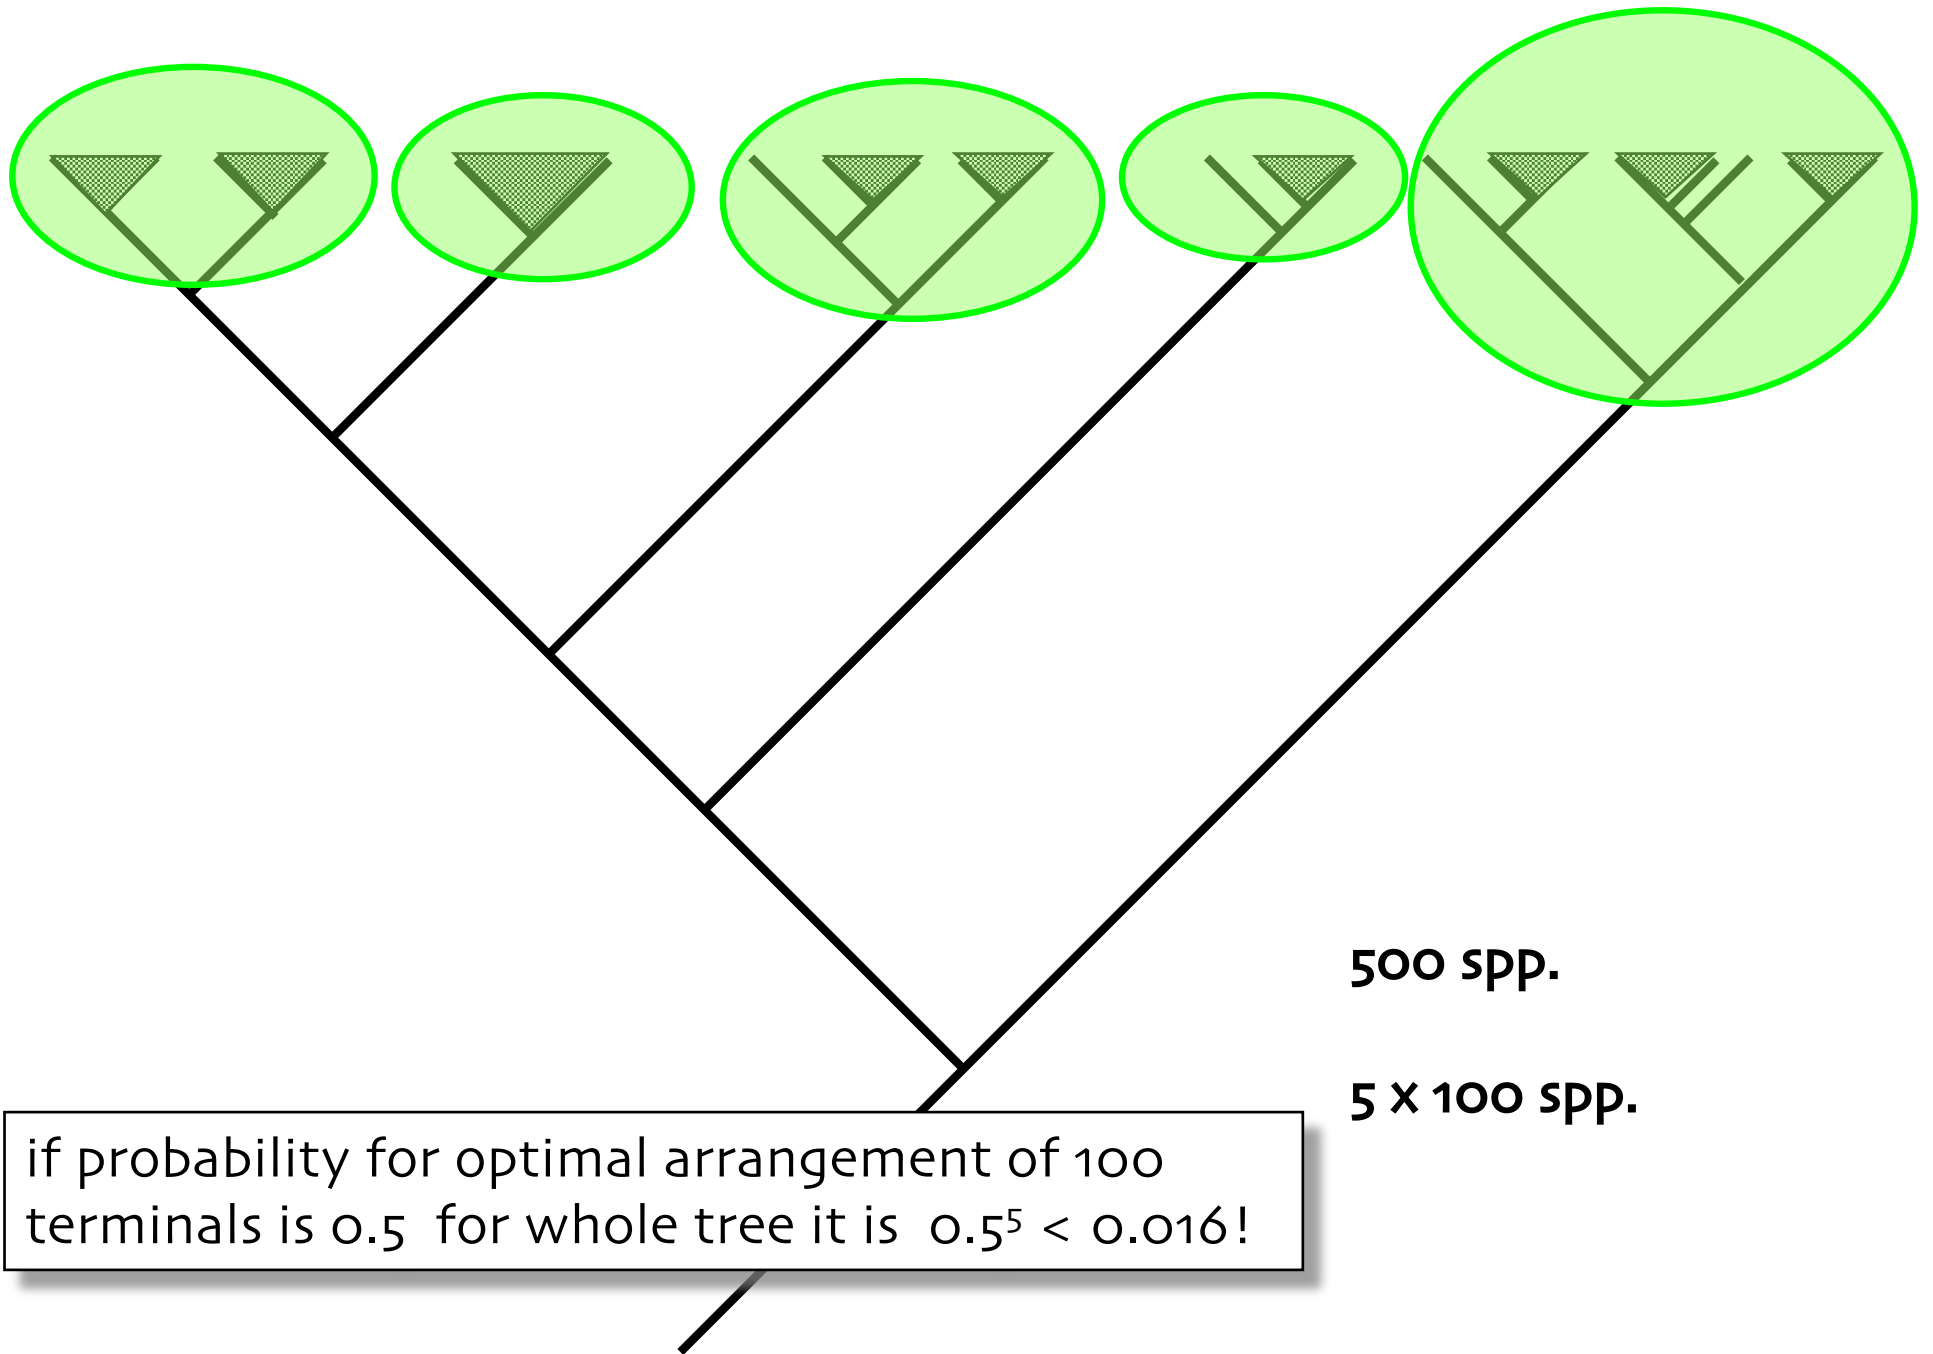 500 spp.
5 x 100 spp.
if probability for optimal arrangement of 100
terminals is 0.5 for whole tree it is 0.5⁵ < 0.016!